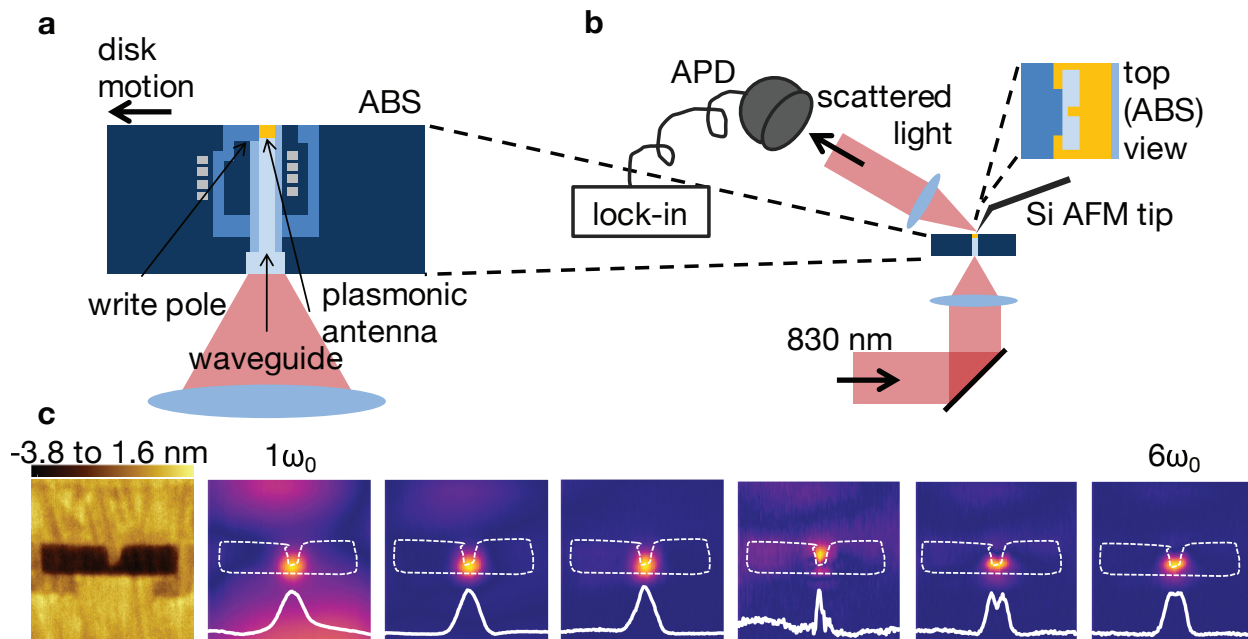 a
disk
motion
ABS
write pole
plasmonic
antenna
waveguide
b
APD
scattered
light
lock-in
top
(ABS)
view
Si AFM tip
830 nm
c
-3.8 to 1.6 nm
1ω₀
6ω₀